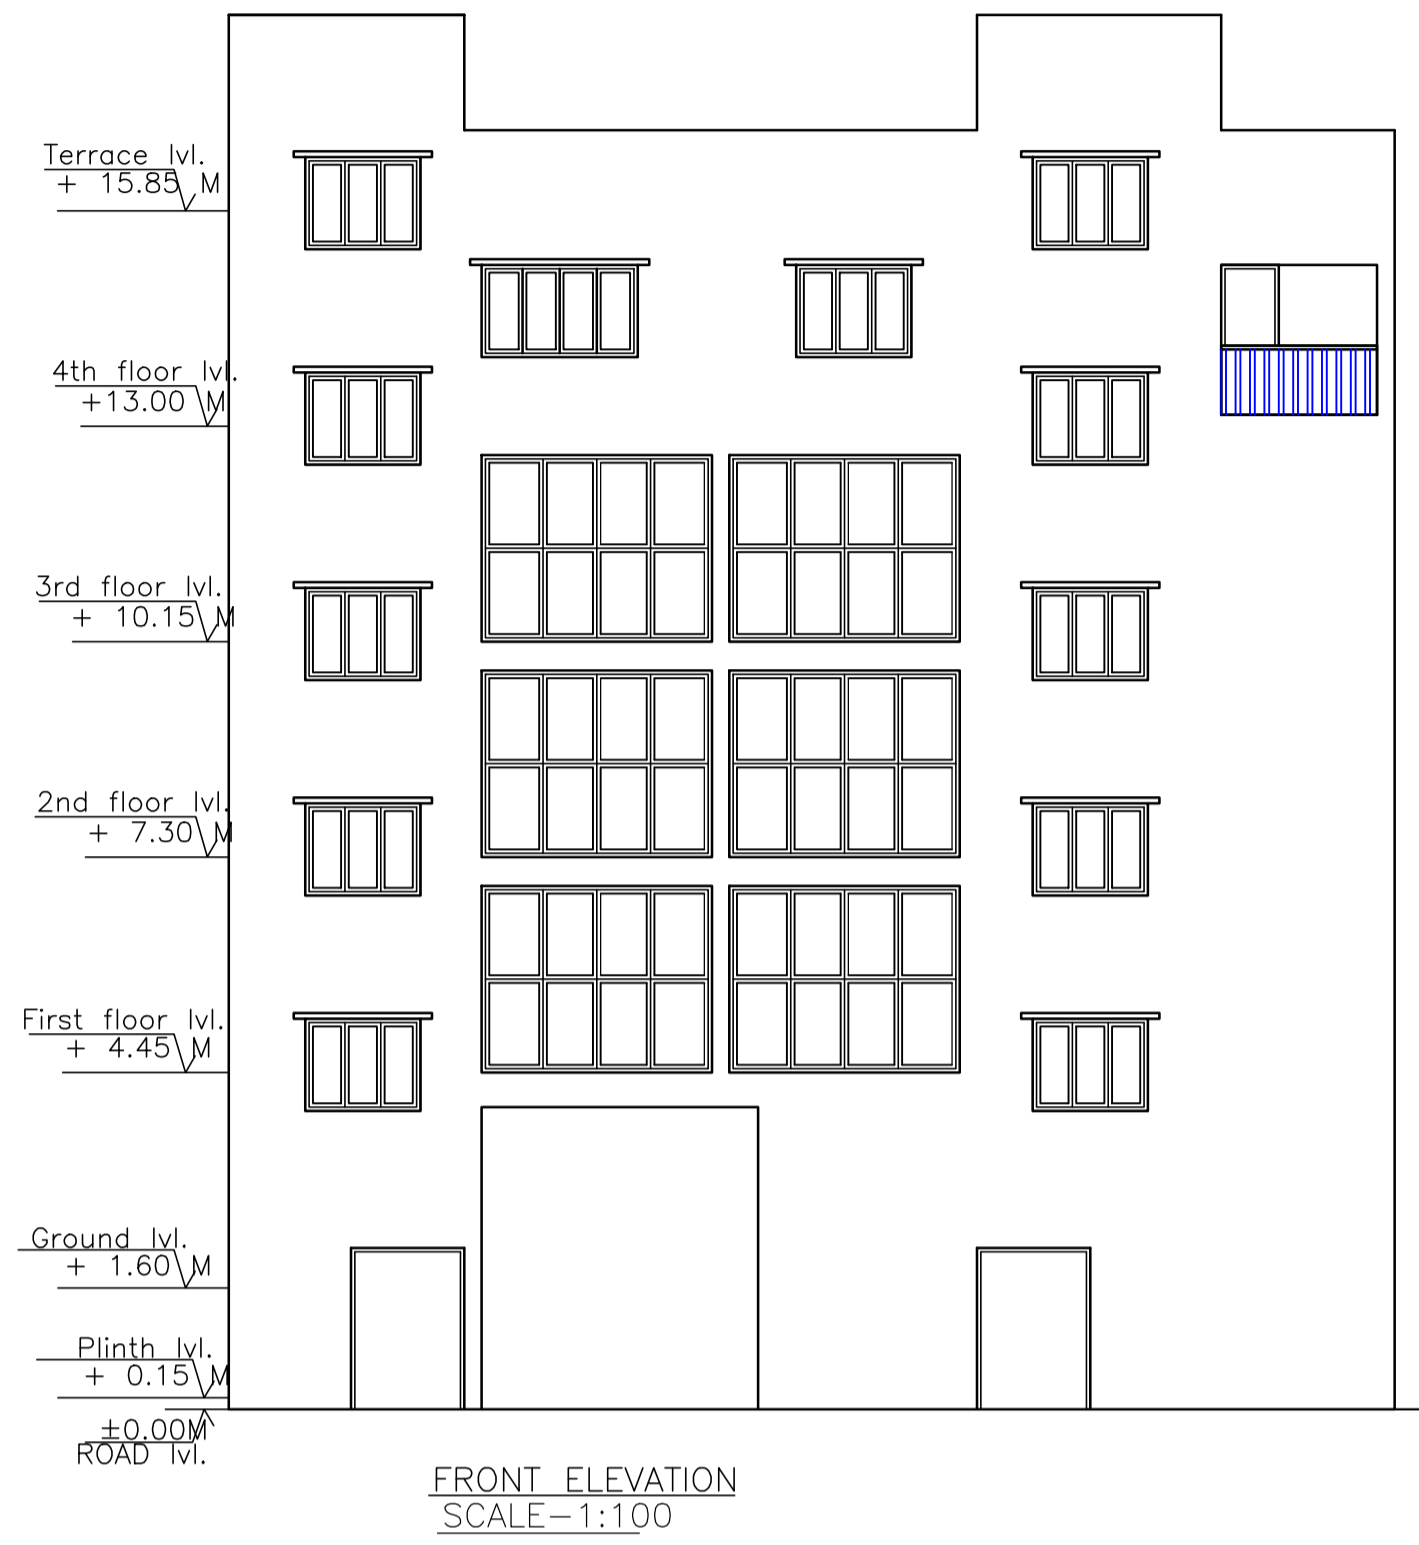 Terrace lvl.
+ 15.85 M
4th floor lvl.
+13.00 M
3rd floor lvl.
+ 10.15 M
2nd floor lvl.
+ 7.30 M
First floor lvl.
+ 4.45 M
Ground lvl.
+ 1.60 M
Plinth lvl.
+ 0.15 M
±0.00M
ROAD lvl.
FRONT ELEVATION
SCALE-1:100